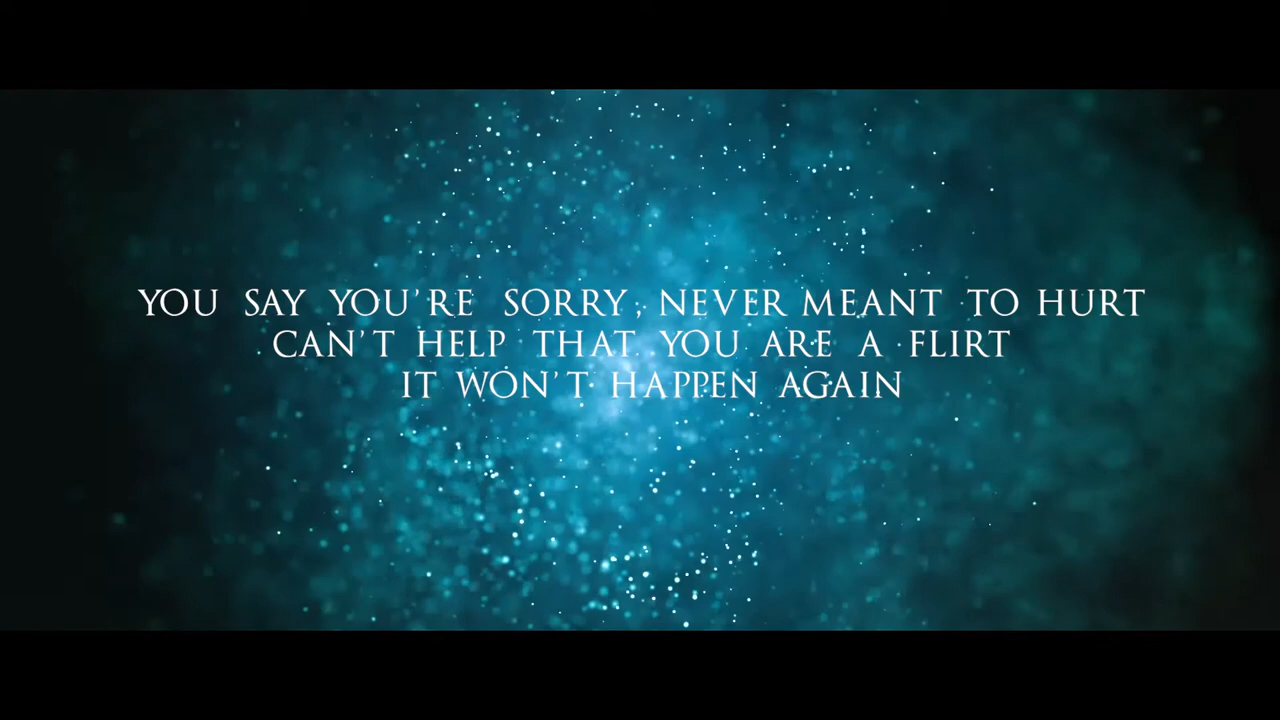 YOU SAY YOU'RE SORRY, NEVER MEANT TO HURT
CAN'T HELP THAT YOU ARE A FLIRT
IT WON'T HAPPEN AGAIN